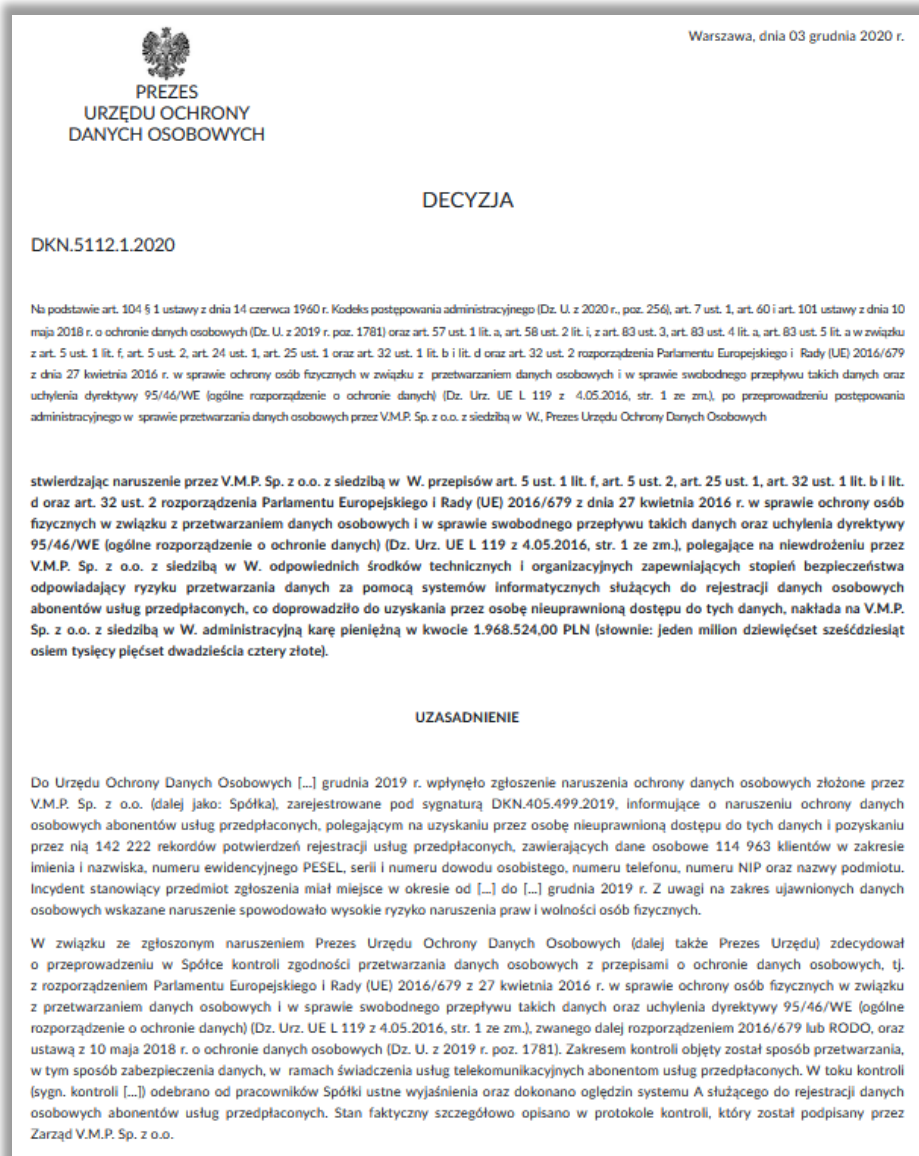 Warszawa, dnia 03 grudnia 2020 r.
PREZES
URZĘDU OCHRONY
DANYCH OSOBOWYCH
DECYZJA
DKN.5112.1.2020
Na podstawie art. 104 § 1 ustawy z dnia 14 czerwca 1960 r. Kodeks postępowania administracyjnego (Dz. U. z 2020 r., poz. 256), art. 7 ust. 1, art. 60 i art. 101 ustawy z dnia 10
maja 2018 r. o ochronie danych osobowych (Dz. U. z 2019 r. poz. 1781) oraz art. 57 ust. 1 lit. a, art. 58 ust. 2 lit. i, z art. 83 ust. 3, art. 83 ust. 4 lit. a, art. 83 ust. 5 lit. a w związku
z art. 5 ust. 1 lit. f, art. 5 ust. 2, art. 24 ust. 1, art. 25 ust. 1 oraz art. 32 ust. 1 lit. b i lit. d oraz art. 32 ust. 2 rozporządzenia Parlamentu Europejskiego i Rady (UE) 2016/679
z dnia 27 kwietnia 2016 r. w sprawie ochrony osób fizycznych w związku z przetwarzaniem danych osobowych i w sprawie swobodnego przepływu takich danych oraz
uchylenia dyrektywy 95/46/WE (ogólne rozporządzenie o ochronie danych) (Dz. Urz. UE L 119 z 4.05.2016, str. 1 ze zm.), po przeprowadzeniu postępowania
administracyjnego w sprawie przetwarzania danych osobowych przez V.M.P. Sp. z o.o. z siedzibą w W., Prezes Urzędu Ochrony Danych Osobowych
stwierdzając naruszenie przez V.M.P. Sp. z o.o. z siedzibą w W. przepisów art. 5 ust. 1 lit. f, art. 5 ust. 2, art. 25 ust. 1, art. 32 ust. 1 lit. b i lit.
d oraz art. 32 ust. 2 rozporządzenia Parlamentu Europejskiego i Rady (UE) 2016/679 z dnia 27 kwietnia 2016 r. w sprawie ochrony osób
fizycznych w związku z przetwarzaniem danych osobowych i w sprawie swobodnego przepływu takich danych oraz uchylenia dyrektywy
95/46/WE (ogólne rozporządzenie o ochronie danych) (Dz. Urz. UE L 119 z 4.05.2016, str. 1 ze zm.), polegające na niewdrożeniu przez
V.M.P. Sp. z o.o. z siedzibą w W. odpowiednich środków technicznych i organizacyjnych zapewniających stopień bezpieczeństwa
odpowiadający ryzyku przetwarzania danych za pomocą systemów informatycznych służących do rejestracji danych osobowych
abonentów usług przedpłaconych, co doprowadziło do uzyskania przez osobę nieuprawnioną dostępu do tych danych, nakłada na V.M.P.
Sp. z o.o. z siedzibą w W. administracyjną karę pieniężną w kwocie 1.968.524,00 PLN (słownie: jeden milion dziewięćset sześćdziesiąt
osiem tysięcy pięćset dwadzieścia cztery złote).
UZASADNIENIE
Do Urzędu Ochrony Danych Osobowych [...] grudnia 2019 r. wpłynęło zgłoszenie naruszenia ochrony danych osobowych złożone przez
V.M.P. Sp. z o.o. (dalej jako: Spółka), zarejestrowane pod sygnaturą DKN.405.499.2019, informujące o naruszeniu ochrony danych
osobowych abonentów usług przedpłaconych, polegającym na uzyskaniu przez osobę nieuprawnioną dostępu do tych danych i pozyskaniu
przez nią 142 222 rekordów potwierdzeń rejestracji usług przedpłaconych, zawierających dane osobowe 114 963 klientów w zakresie
imienia i nazwiska, numeru ewidencyjnego PESEL, serii i numeru dowodu osobistego, numeru telefonu, numeru NIP oraz nazwy podmiotu.
Incydent stanowiący przedmiot zgłoszenia miał miejsce w okresie od [...] do [...] grudnia 2019 r. Z uwagi na zakres ujawnionych danych
osobowych wskazane naruszenie spowodowało wysokie ryzyko naruszenia praw i wolności osób fizycznych.
W związku ze zgłoszonym naruszeniem Prezes Urzędu Ochrony Danych Osobowych (dalej także Prezes Urzędu) zdecydował
o przeprowadzeniu w Spółce kontroli zgodności przetwarzania danych osobowych z przepisami o ochronie danych osobowych, tj.
z rozporządzeniem Parlamentu Europejskiego i Rady (UE) 2016/679 z 27 kwietnia 2016 r. w sprawie ochrony osób fizycznych w związku
z przetwarzaniem danych osobowych i w sprawie swobodnego przepływu takich danych oraz uchylenia dyrektywy 95/46/WE (ogólne
rozporządzenie o ochronie danych) (Dz. Urz. UE L 119 z 4.05.2016, str. 1 ze zm.), zwanego dalej rozporządzeniem 2016/679 lub RODO, oraz
ustawą z 10 maja 2018 r. o ochronie danych osobowych (Dz. U. z 2019 r. poz. 1781). Zakresem kontroli objęty został sposób przetwarzania,
w tym sposób zabezpieczenia danych, w ramach świadczenia usług telekomunikacyjnych abonentom usług przedpłaconych. W toku kontroli
(sygn. kontroli [...]) odebrano od pracowników Spółki ustne wyjaśnienia oraz dokonano oględzin systemu A służącego do rejestracji danych
osobowych abonentów usług przedpłaconych. Stan faktyczny szczegółowo opisano w protokole kontroli, który został podpisany przez
Zarząd V.M.P. Sp. z o.o.